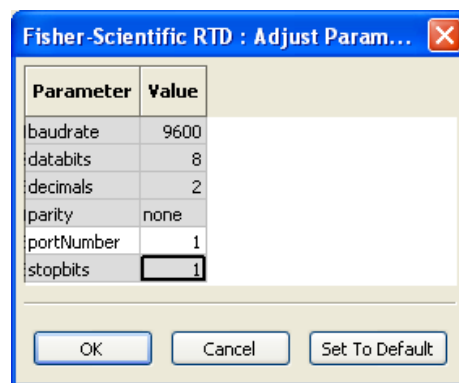 Fisher-Scientific RTD : Adjust Param...
Parameter Value
baudrate 9600
databits 8
decimals 2
parity none
portNumber 1
stopbits 1
OK Cancel Set To Default